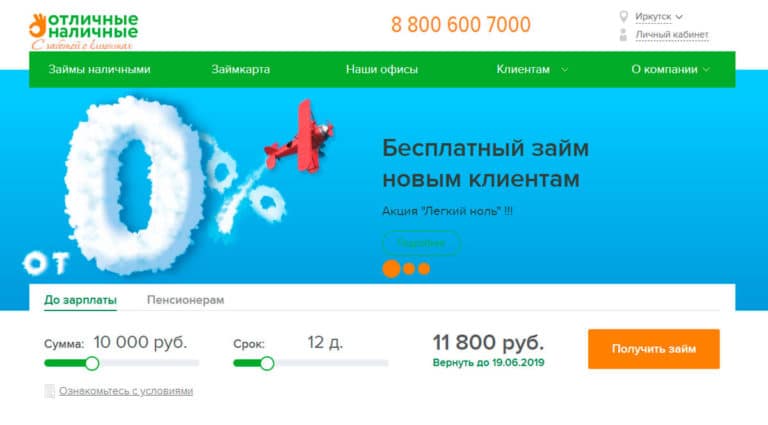 отличные
наличные
С заботой о клиентах
8 800 600 7000
Иркутск
Личный кабинет
Займы наличными
Займкарта
Наши офисы
Клиентам
О компании
от 0%
Бесплатный займ
новым клиентам
Акция "Легкий ноль" !!!
Подробнее
До зарплаты
Пенсионерам
Сумма: 10 000 руб.
Срок: 12 д.
11 800 руб.
Вернуть до 19.06.2019
Получить займ
Ознакомьтесь с условиями